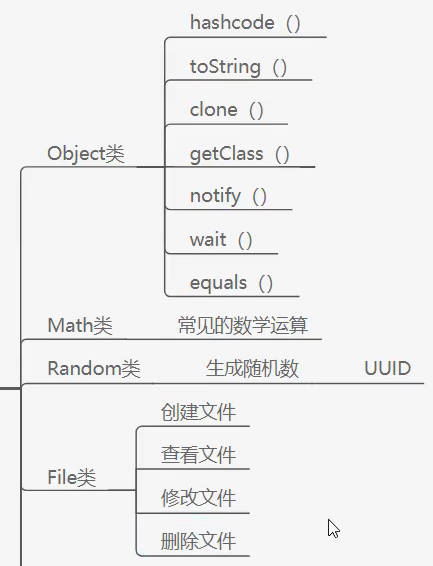 hashcode（）
toString（）
clone（）
Object类
getClass（）
notify（）
wait（）
equals（）
Math类 常见的数学运算
Random类 生成随机数 UUID
创建文件
查看文件
File类
修改文件
删除文件